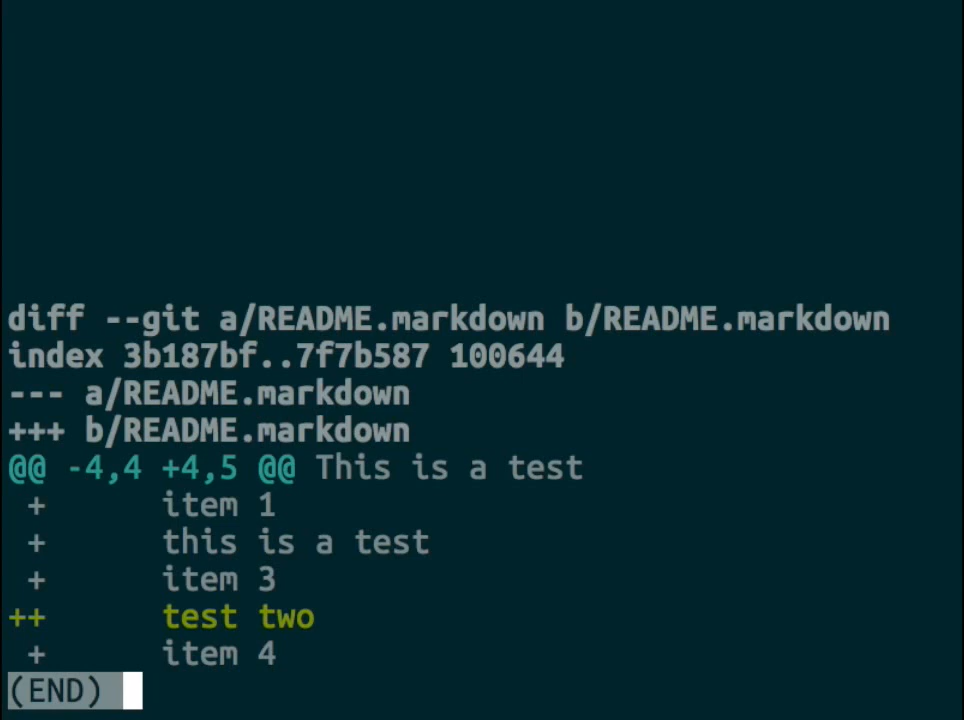 diff --git a/README.markdown b/README.markdown
index 3b187bf..7f7b587 100644
--- a/README.markdown
+++ b/README.markdown
@@ -4,4 +4,5 @@ This is a test
 +      item 1
 +      this is a test
 +      item 3
++      test two
 +      item 4
(END)